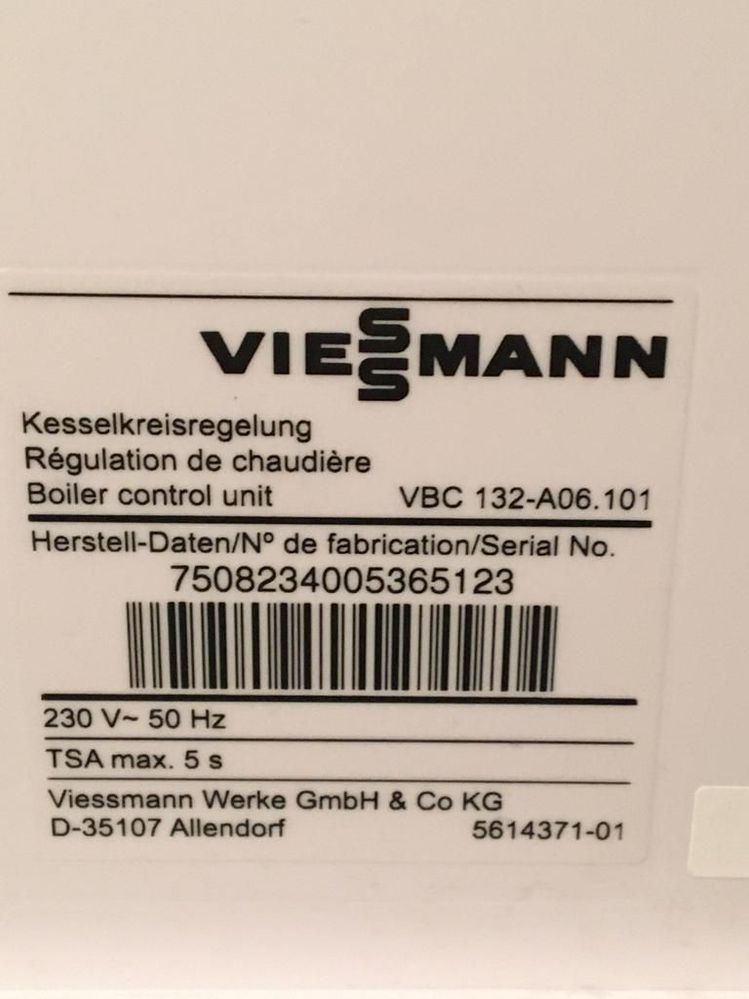 VIESSMANN
Kesselkreisregelung
Régulation de chaudière
Boiler control unit VBC 132-A06.101
Herstell-Daten/Nº de fabrication/Serial No.
7508234005365123
230 V~ 50 Hz
TSA max. 5 s
Viessmann Werke GmbH & Co KG
D-35107 Allendorf 5614371-01